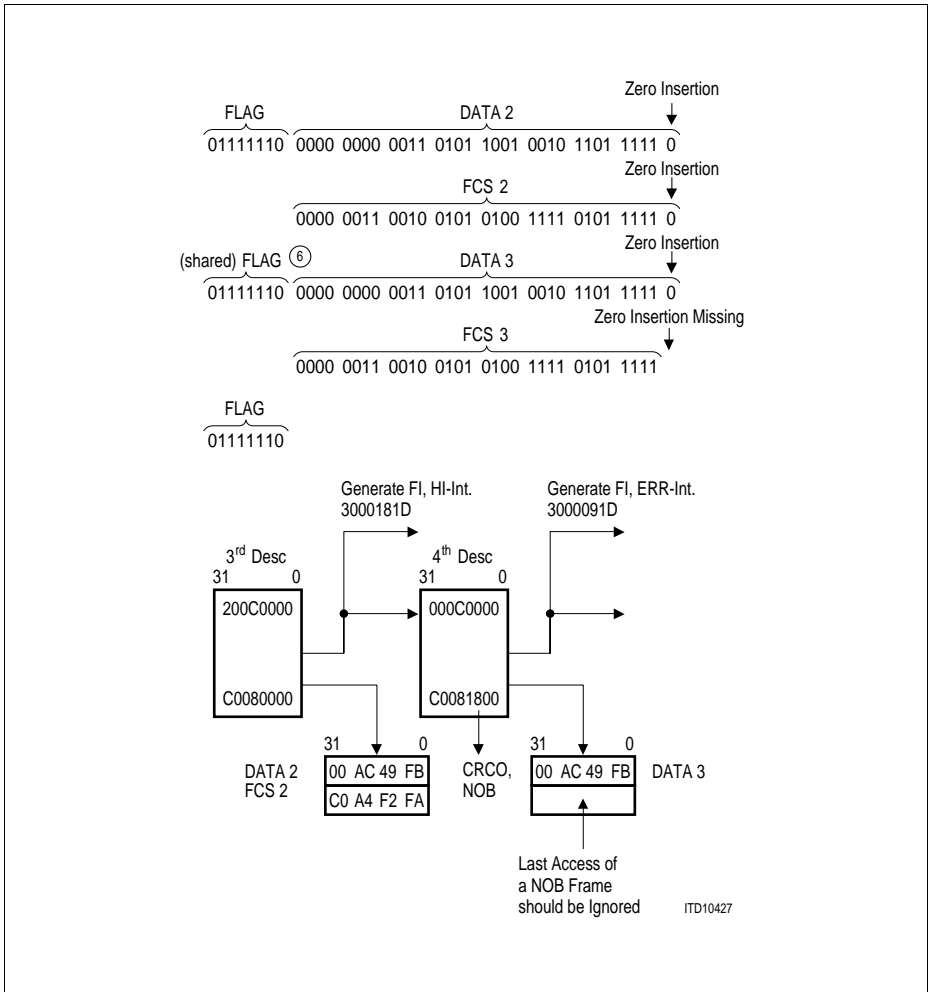 Zero Insertion
FLAG DATA 2
01111110 0000 0000 0011 0101 1001 0010 1101 1111 0
Zero Insertion
FCS 2
0000 0011 0010 0101 0100 1111 0101 1111 0
Zero Insertion
(shared) FLAG 6 DATA 3
01111110 0000 0000 0011 0101 1001 0010 1101 1111 0
Zero Insertion Missing
FCS 3
0000 0011 0010 0101 0100 1111 0101 1111
FLAG
01111110
Generate FI, HI-Int. Generate FI, ERR-Int.
3000181D 3000091D
3rd Desc 4th Desc
31 0 31 0
200C0000 000C0000
C0080000 C0081800
31 0 31 0
DATA 2 00 AC 49 FB CRCO, 00 AC 49 FB DATA 3
FCS 2 C0 A4 F2 FA NOB
Last Access of
a NOB Frame
should be Ignored ITD10427